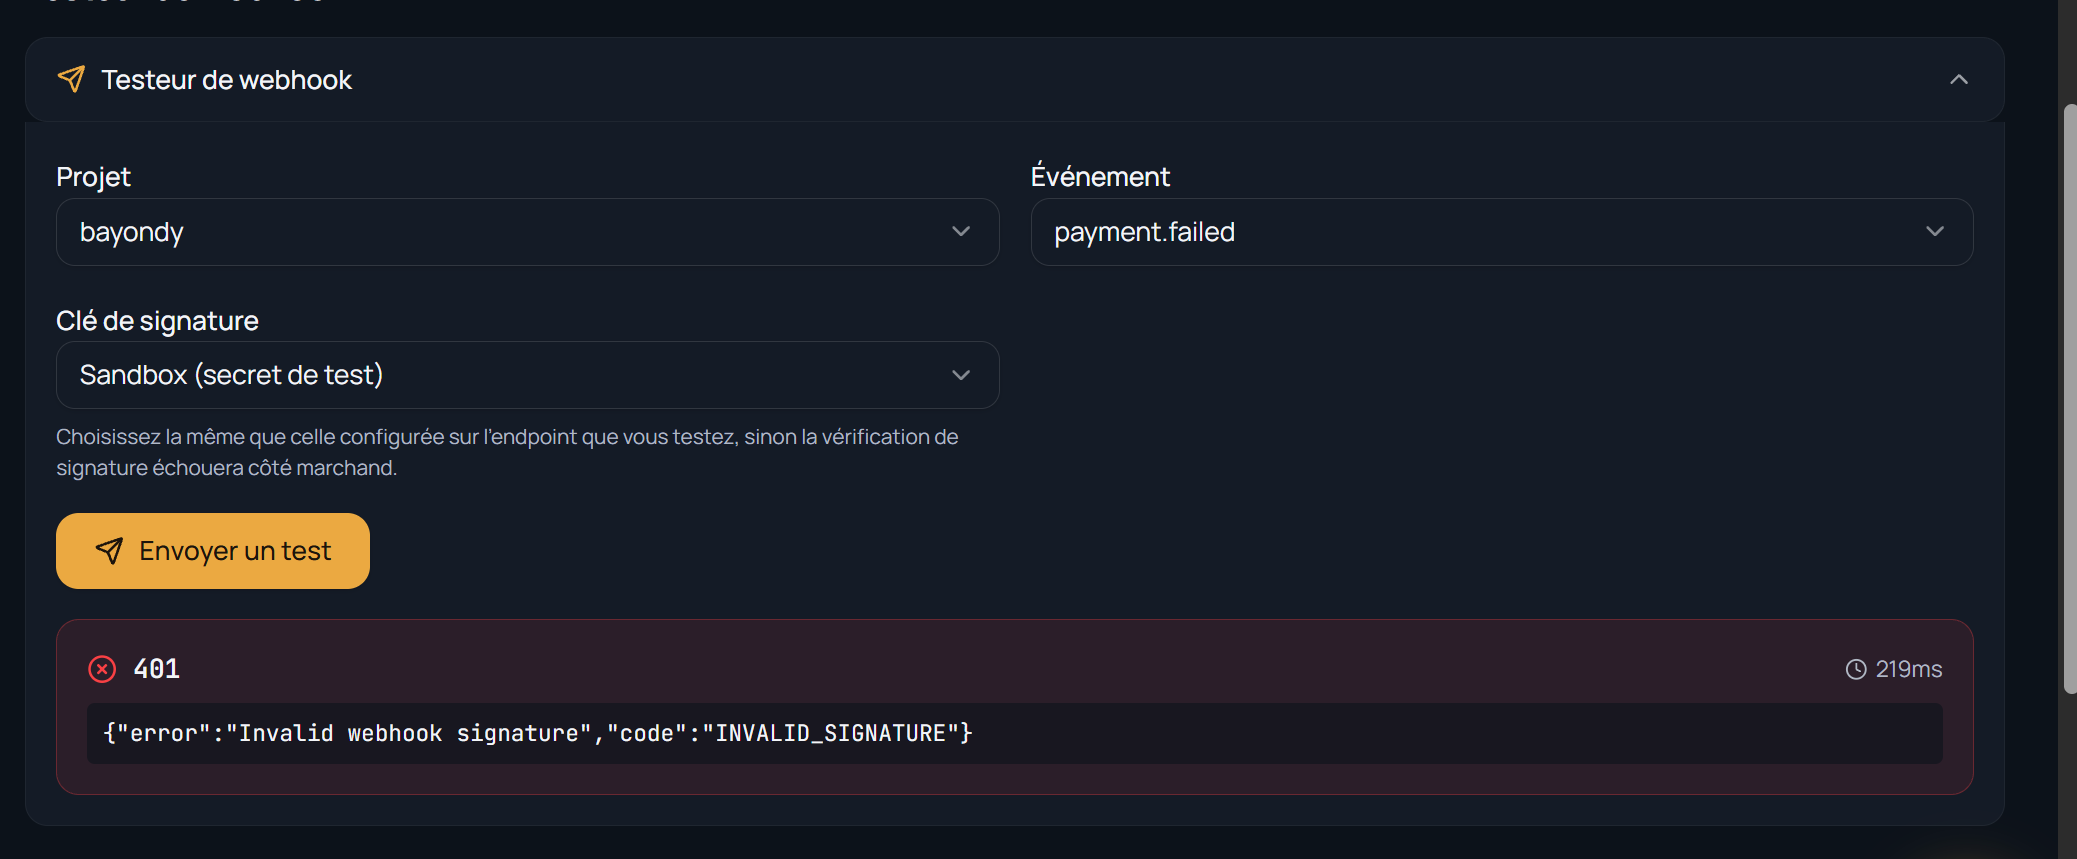 Testeur de webhook
Projet
Événement
bayondy
payment.failed
Clé de signature
Sandbox (secret de test)
Choisissez la même que celle configurée sur l'endpoint que vous testez, sinon la vérification de
signature échouera côté marchand.
Envoyer un test
401
219ms
{"error":"Invalid webhook signature","code":"INVALID_SIGNATURE"}